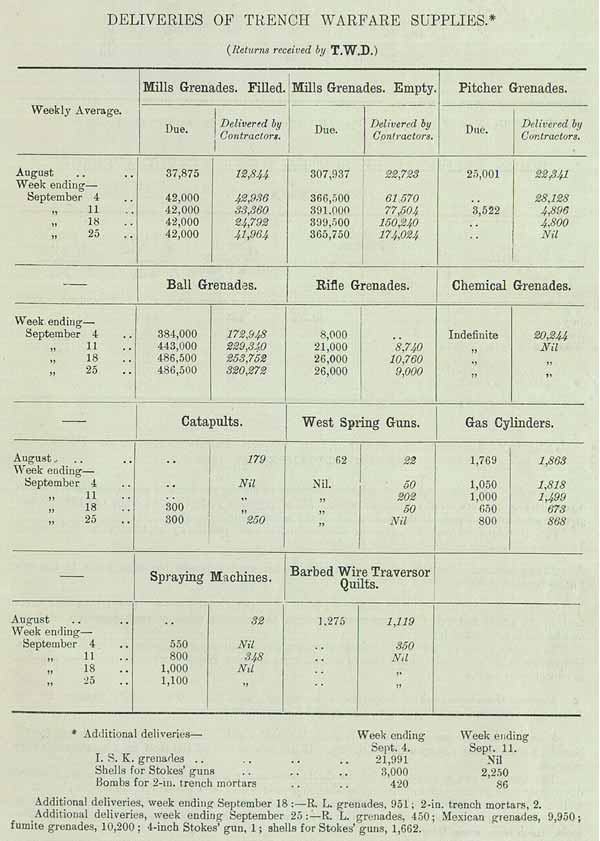 DELIVERIES OF TRENCH WARFARE SUPPLIES.*
(Returns received by T.W.D.)
Weekly Average. Mills Grenades. Filled. Mills Grenades. Empty. Pitcher Grenades.
Due. Delivered by Contractors. Due. Delivered by Contractors. Due. Delivered by Contractors.
August .. .. 37,875 12,844 307,937 22,723 25,001 22,341
Week ending—
September 4 .. 42,000 42,936 366,500 61.570 .. 28,128
„ 11 .. 42,000 33,360 391.000 77,504 3,522 4,896
„ 18 .. 42,000 24,792 399,500 150,240 .. 4,800
„ 25 .. 42,000 41,964 365,750 174,024 .. Nil
— Ball Grenades. Rifle Grenades. Chemical Grenades.
Week ending—
September 4 .. 384,000 172,948 8,000 .. Indefinite 20,244
„ 11 .. 443,000 229,340 21,000 8,740 „ Nil
„ 18 .. 486,500 253,752 26,000 10,760 „ „
„ 25 .. 486,500 320,272 26,000 9,000 „ „
— Catapults. West Spring Guns. Gas Cylinders.
August .. .. .. 179 62 22 1,769 1,863
Week ending—
September 4 .. .. Nil Nil. 50 1,050 1,818
„ 11 .. .. „ „ 202 1,000 1,499
„ 18 .. 300 „ „ 50 650 673
„ 25 .. 300 250 „ Nil 800 868
— Spraying Machines. Barbed Wire Traversor Quilts.
August .. .. .. 32 1,275 1,119
Week ending—
September 4 .. 550 Nil .. 350
„ 11 .. 800 348 .. Nil
„ 18 .. 1,000 Nil .. „
„ 25 .. 1,100 „ .. „
* Additional deliveries— Week ending Sept. 4. Week ending Sept. 11.
I. S. K. grenades .. .. .. .. 21,991 Nil
Shells for Stokes' guns .. .. .. 3,000 2,250
Bombs for 2-in. trench mortars .. .. 420 86
Additional deliveries, week ending September 18 :—R. L. grenades, 951 ; 2-in. trench mortars, 2.
Additional deliveries, week ending September 25 :—R. L. grenades, 450; Mexican grenades, 9,950 ;
fumite grenades, 10,200 ; 4-inch Stokes' gun, 1 ; shells for Stokes' guns, 1,662.